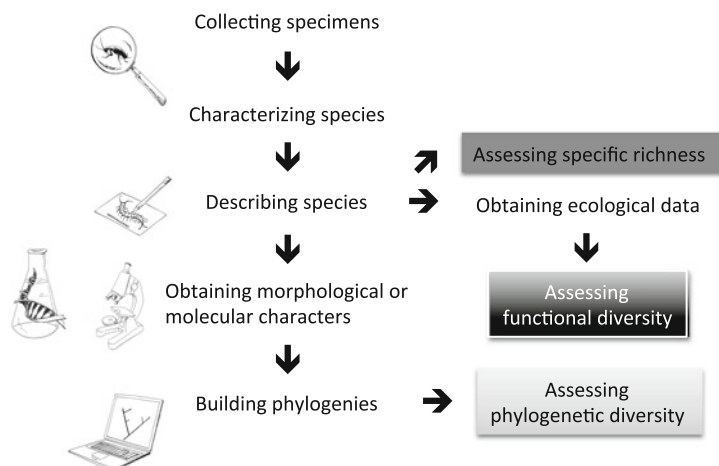 Collecting specimens
Characterizing species
Assessing specific richness
Describing species
Obtaining ecological data
Obtaining morphological or
molecular characters
Assessing
functional diversity
Building phylogenies
Assessing
phylogenetic diversity